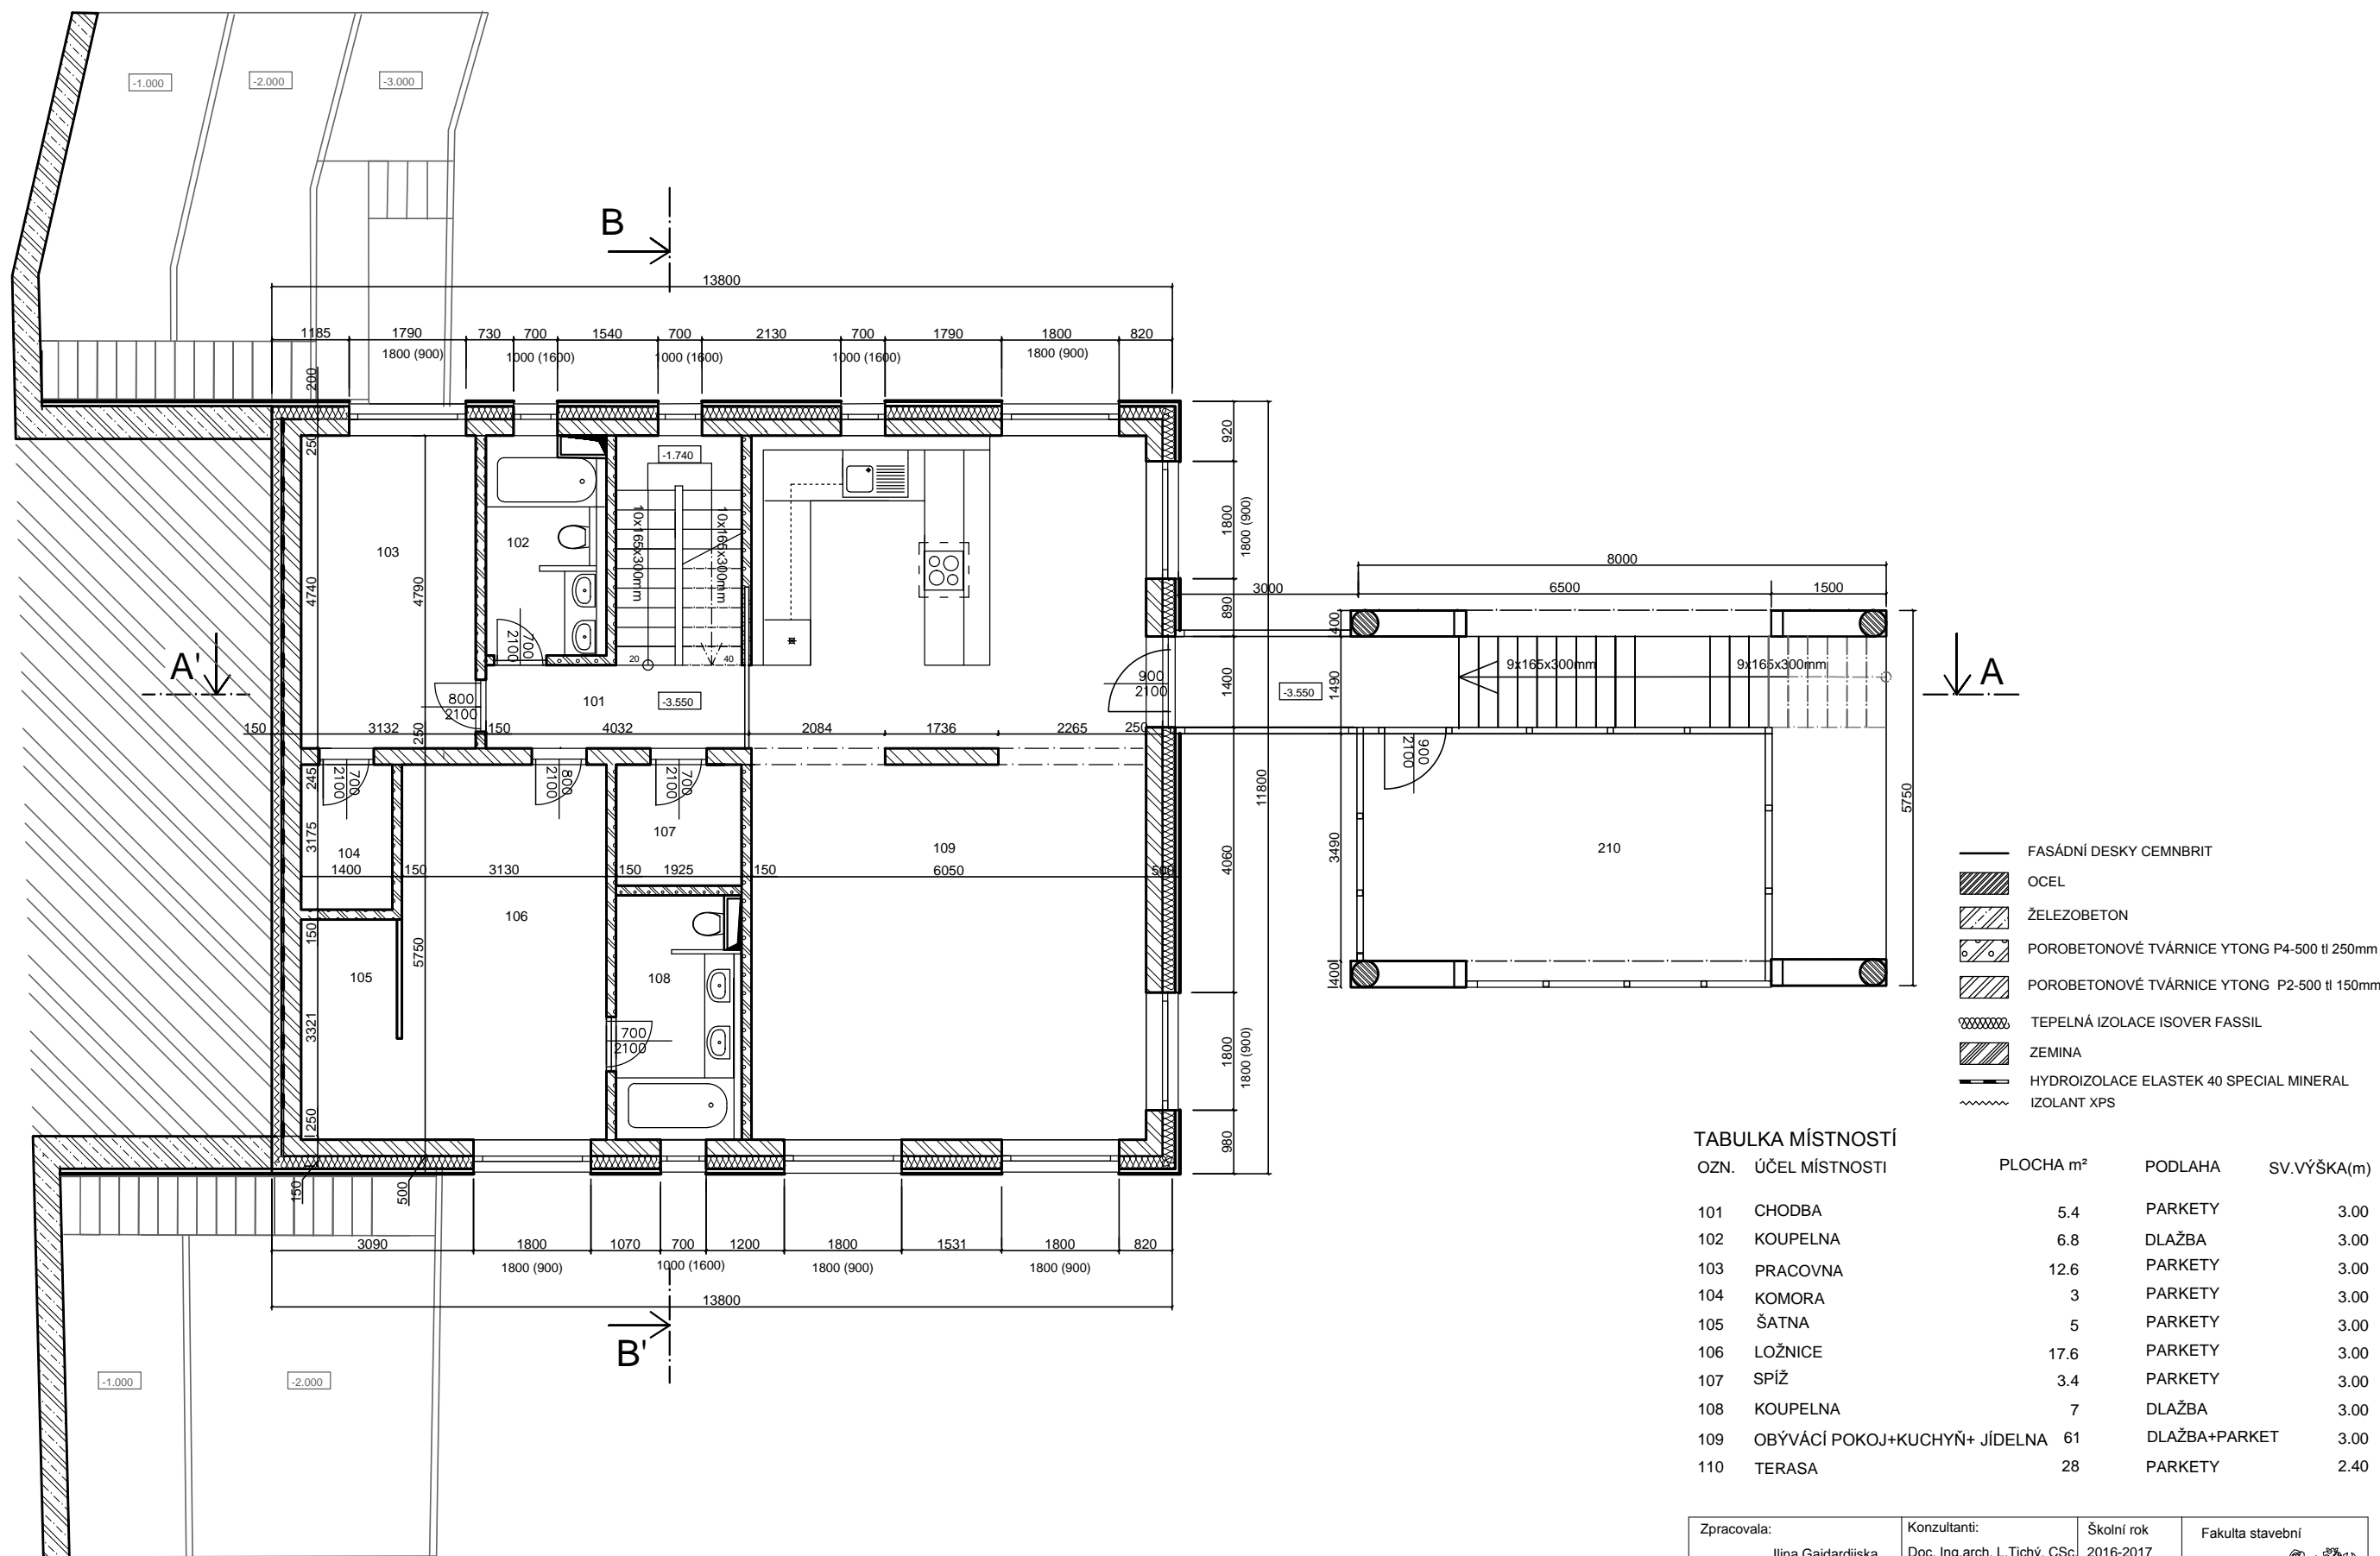 -1.000
-2.000
-3.000
B
13800
1185 1790 730 700 1540 700 2130 700 1790 1800 820
1800 (900) 1000 (1600) 1000 (1600) 1000 (1600) 1800 (900)
200
250
-1.740
920
1800
1800 (900)
10x165x300mm
10x165x300mm
102
103
4740
4790
8000
3000 6500 1500
890
400
700
2100
20
40
A'
9x165x300mm
9x165x300mm
A
800
2100
101
-3.550
900
2100
1400
-3.550
1490
150 3132 250 150 4032 2084 1736 2265 250
245
700
2100
800
2100
700
2100
900
2100
11800
5750
107
3175
104
109
210
3490
4060
1400 150 3130 150 1925 150 6050 500
FASÁDNÍ DESKY CEMNBRIT
OCEL
ŽELEZOBETON
POROBETONOVÉ TVÁRNICE YTONG P4-500 tl 250mm
POROBETONOVÉ TVÁRNICE YTONG P2-500 tl 150mm
TEPELNÁ IZOLACE ISOVER FASSIL
ZEMINA
HYDROIZOLACE ELASTEK 40 SPECIAL MINERAL
IZOLANT XPS
106
150
5750
105
108
400
3321
700
2100
1800
1800 (900)
250
980
150
500
3090 1800 1070 700 1200 1800 1531 1800 820
1800 (900) 1000 (1600) 1800 (900) 1800 (900)
13800
B'
-1.000
-2.000
TABULKA MÍSTNOSTÍ
OZN. ÚČEL MÍSTNOSTI PLOCHA m² PODLAHA SV.VÝŠKA(m)
101 CHODBA 5.4 PARKETY 3.00
102 KOUPELNA 6.8 DLAŽBA 3.00
103 PRACOVNA 12.6 PARKETY 3.00
104 KOMORA 3 PARKETY 3.00
105 ŠATNA 5 PARKETY 3.00
106 LOŽNICE 17.6 PARKETY 3.00
107 SPÍŽ 3.4 PARKETY 3.00
108 KOUPELNA 7 DLAŽBA 3.00
109 OBÝVÁCÍ POKOJ+KUCHYŇ+ JÍDELNA 61 DLAŽBA+PARKET 3.00
110 TERASA 28 PARKETY 2.40
Zpracovala: Konzultanti: Školní rok Fakulta stavební
Ilina Gajdardjiska Doc. Ing.arch. L.Tichý, CSc. 2016-2017